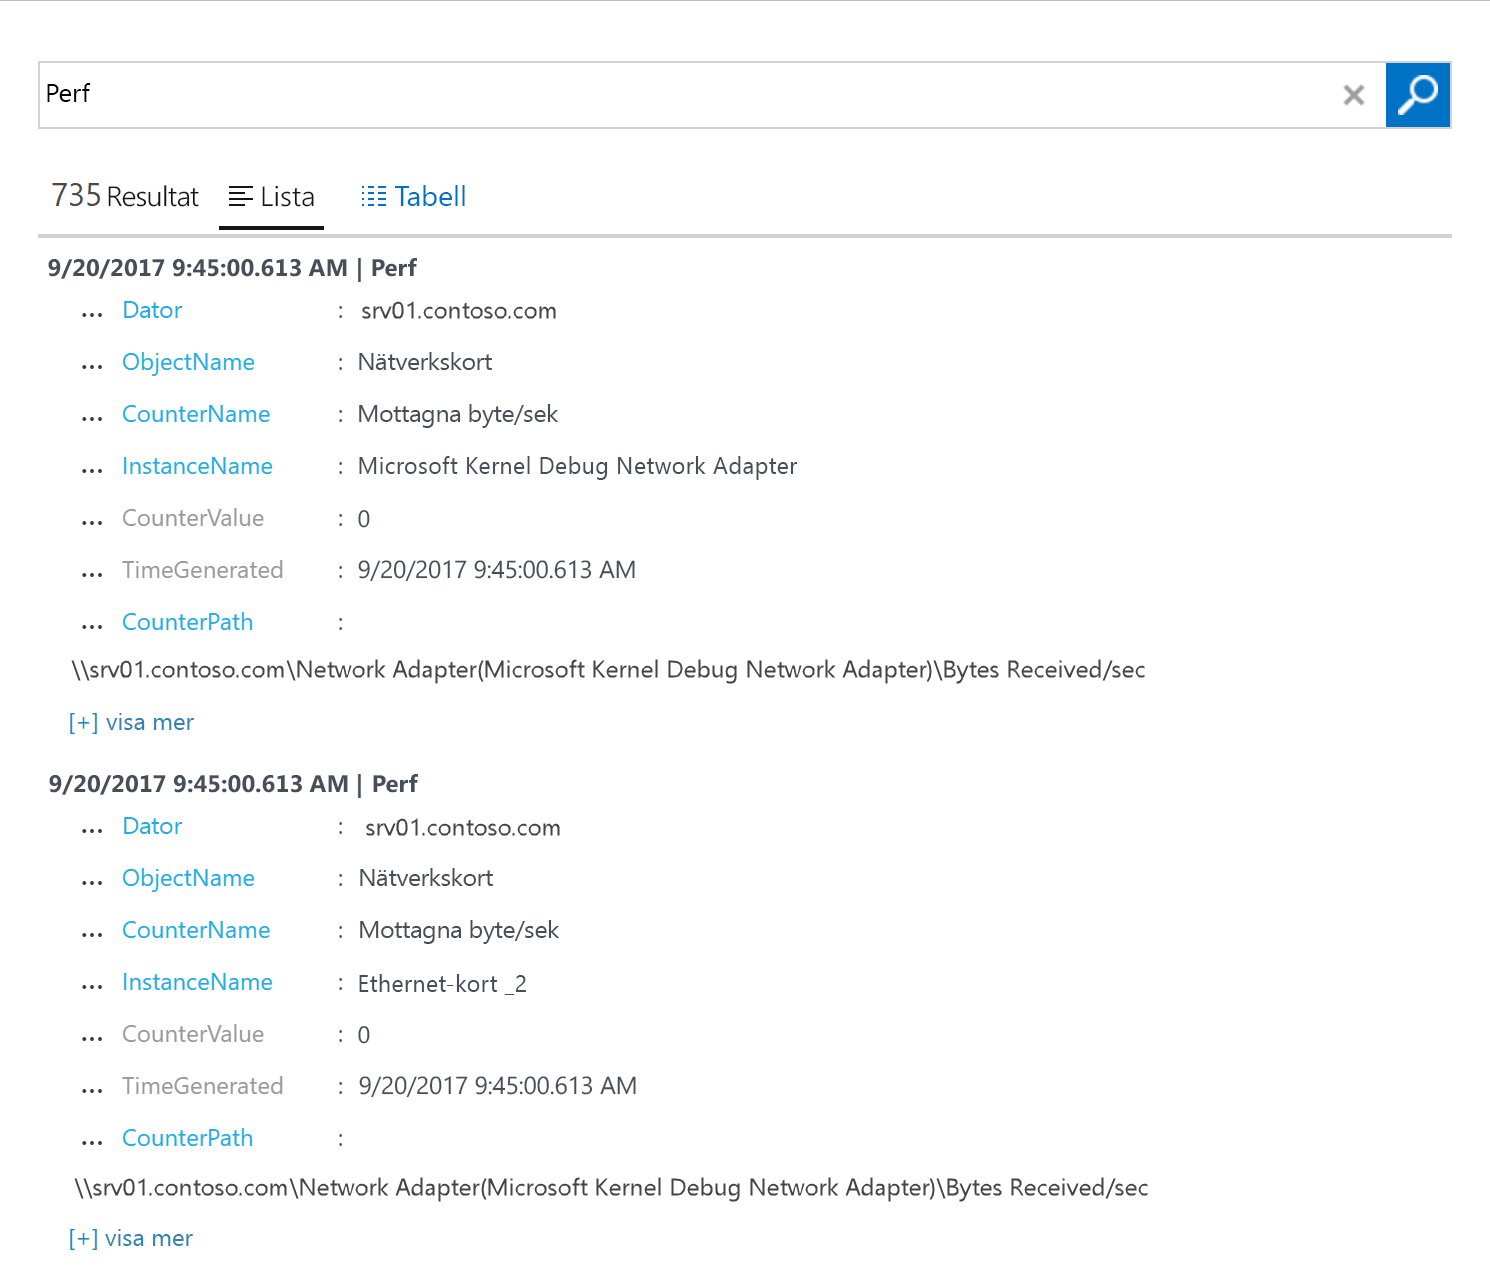 Perf
735 Resultat Lista Tabell
9/20/2017 9:45:00.613 AM | Perf
... Dator : srv01.contoso.com
... ObjectName : Nätverkskort
... CounterName : Mottagna byte/sek
... InstanceName : Microsoft Kernel Debug Network Adapter
... CounterValue : 0
... TimeGenerated : 9/20/2017 9:45:00.613 AM
... CounterPath :
\\srv01.contoso.com\Network Adapter(Microsoft Kernel Debug Network Adapter)\Bytes Received/sec
[+] visa mer
9/20/2017 9:45:00.613 AM | Perf
... Dator : srv01.contoso.com
... ObjectName : Nätverkskort
... CounterName : Mottagna byte/sek
... InstanceName : Ethernet-kort _2
... CounterValue : 0
... TimeGenerated : 9/20/2017 9:45:00.613 AM
... CounterPath :
\\srv01.contoso.com\Network Adapter(Microsoft Kernel Debug Network Adapter)\Bytes Received/sec
[+] visa mer